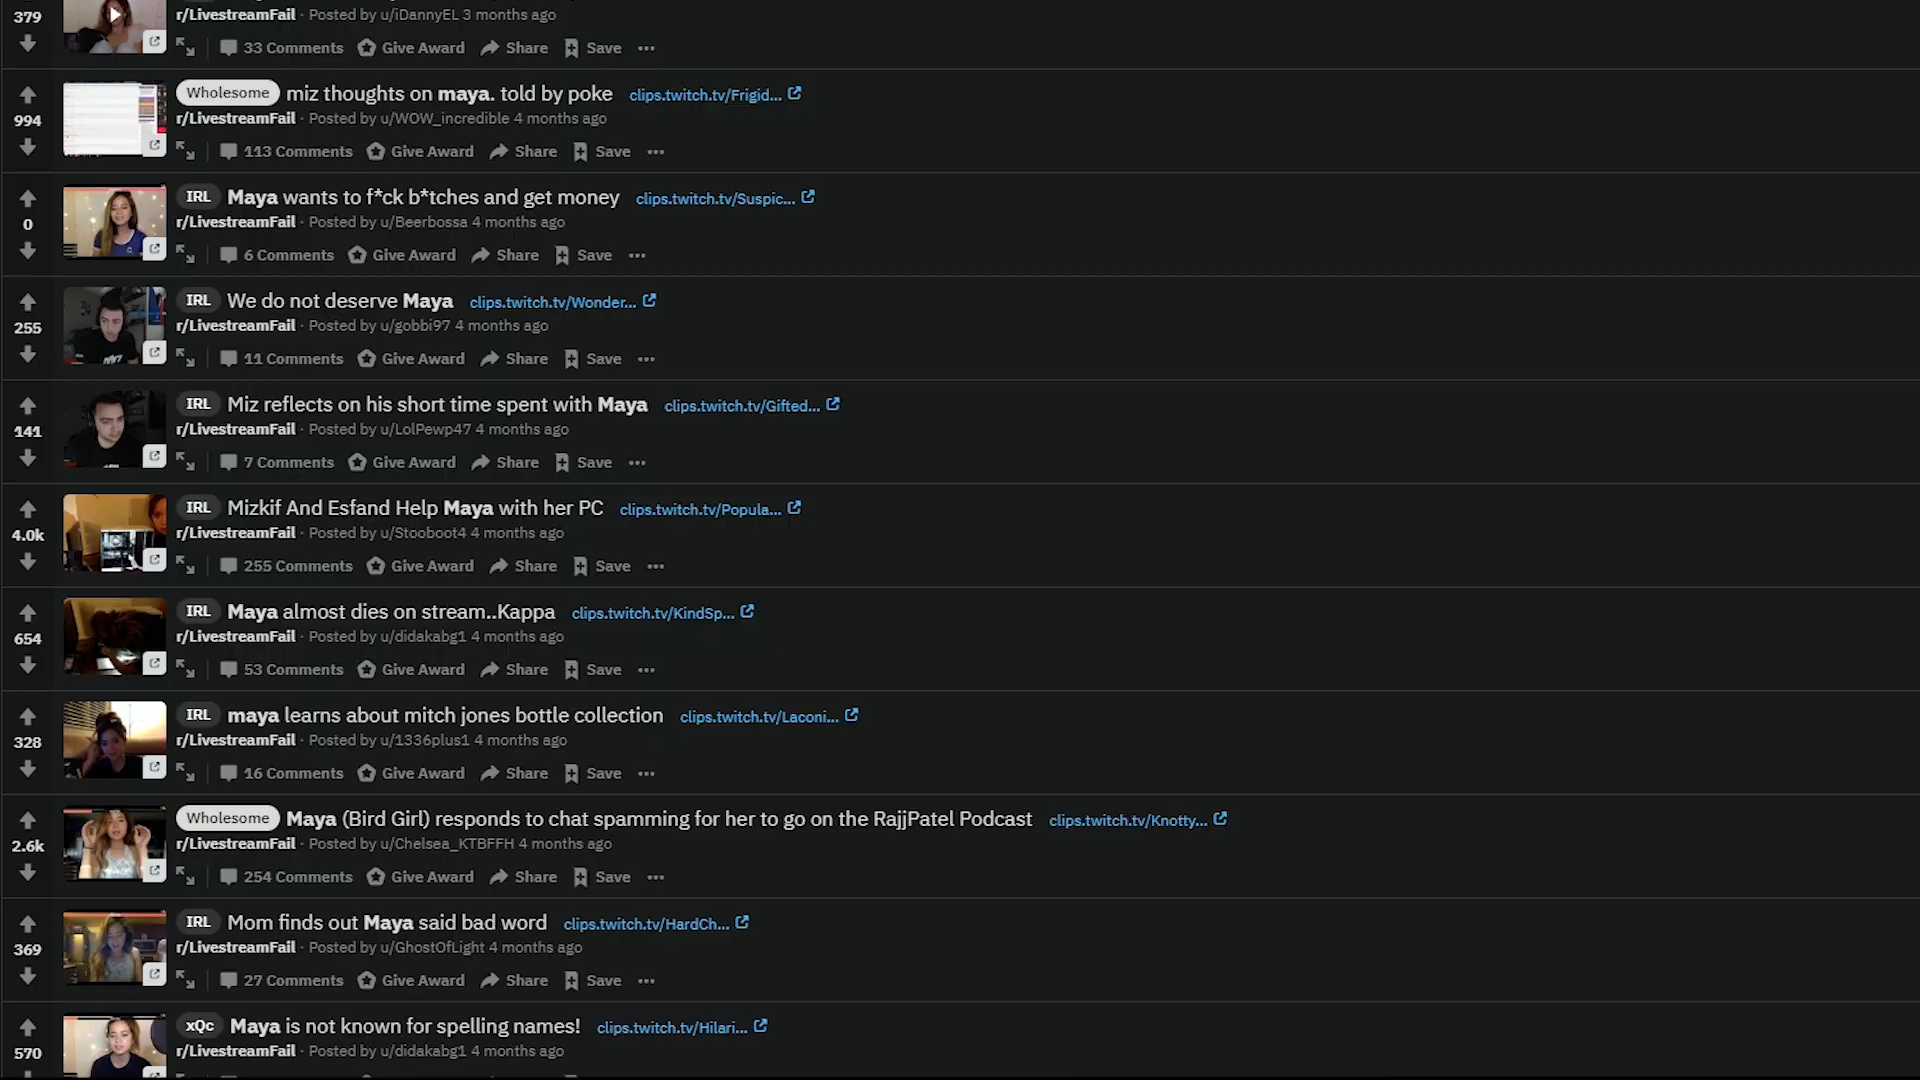 379
r/LivestreamFail · Posted by u/iDannyEL 3 months ago
33 Comments Give Award Share Save
Wholesome miz thoughts on maya. told by poke clips.twitch.tv/Frigid...
994
r/LivestreamFail · Posted by u/WOW_incredible 4 months ago
113 Comments Give Award Share Save
IRL Maya wants to f*ck b*tches and get money clips.twitch.tv/Suspic...
0
r/LivestreamFail · Posted by u/Beerbossa 4 months ago
6 Comments Give Award Share Save
IRL We do not deserve Maya clips.twitch.tv/Wonder...
255
r/LivestreamFail · Posted by u/gobbi97 4 months ago
11 Comments Give Award Share Save
IRL Miz reflects on his short time spent with Maya clips.twitch.tv/Gifted...
141
r/LivestreamFail · Posted by u/LolPewp47 4 months ago
7 Comments Give Award Share Save
IRL Mizkif And Esfand Help Maya with her PC clips.twitch.tv/Popula...
4.0k
r/LivestreamFail · Posted by u/Stooboot4 4 months ago
255 Comments Give Award Share Save
IRL Maya almost dies on stream..Kappa clips.twitch.tv/KindSp...
654
r/LivestreamFail · Posted by u/didakabg1 4 months ago
53 Comments Give Award Share Save
IRL maya learns about mitch jones bottle collection clips.twitch.tv/Laconi...
328
r/LivestreamFail · Posted by u/1336plus1 4 months ago
16 Comments Give Award Share Save
Wholesome Maya (Bird Girl) responds to chat spamming for her to go on the RajjPatel Podcast clips.twitch.tv/Knotty...
2.6k
r/LivestreamFail · Posted by u/Chelsea_KTBFFH 4 months ago
254 Comments Give Award Share Save
IRL Mom finds out Maya said bad word clips.twitch.tv/HardCh...
369
r/LivestreamFail · Posted by u/GhostOfLight 4 months ago
27 Comments Give Award Share Save
xQc Maya is not known for spelling names! clips.twitch.tv/Hilari...
570
r/LivestreamFail · Posted by u/didakabg1 4 months ago